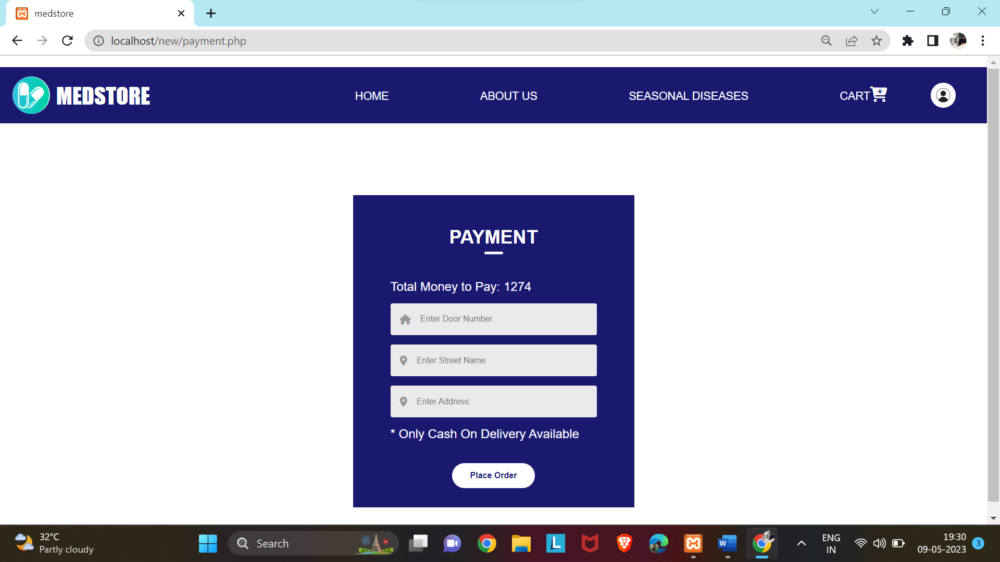 medstore
localhost/new/payment.php
MEDSTORE
HOME
ABOUT US
SEASONAL DISEASES
CART
PAYMENT
Total Money to Pay: 1274
Enter Door Number
Enter Street Name
Enter Address
* Only Cash On Delivery Available
Place Order
32°C
Partly cloudy
Search
L
W
ENG
IN
19:30
09-05-2023
3